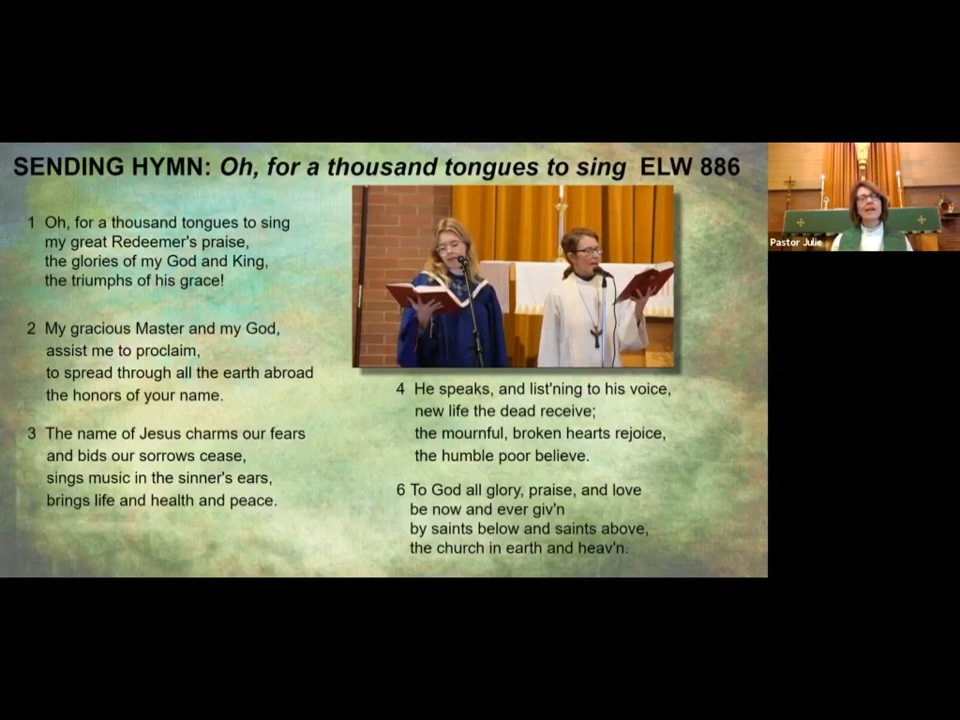 SENDING HYMN: Oh, for a thousand tongues to sing ELW 886
1 Oh, for a thousand tongues to sing
my great Redeemer's praise,
the glories of my God and King,
the triumphs of his grace!
2 My gracious Master and my God,
assist me to proclaim,
to spread through all the earth abroad
the honors of your name.
3 The name of Jesus charms our fears
and bids our sorrows cease,
sings music in the sinner's ears,
brings life and health and peace.
4 He speaks, and list'ning to his voice,
new life the dead receive;
the mournful, broken hearts rejoice,
the humble poor believe.
6 To God all glory, praise, and love
be now and ever giv'n
by saints below and saints above,
the church in earth and heav'n.
Pastor Julie